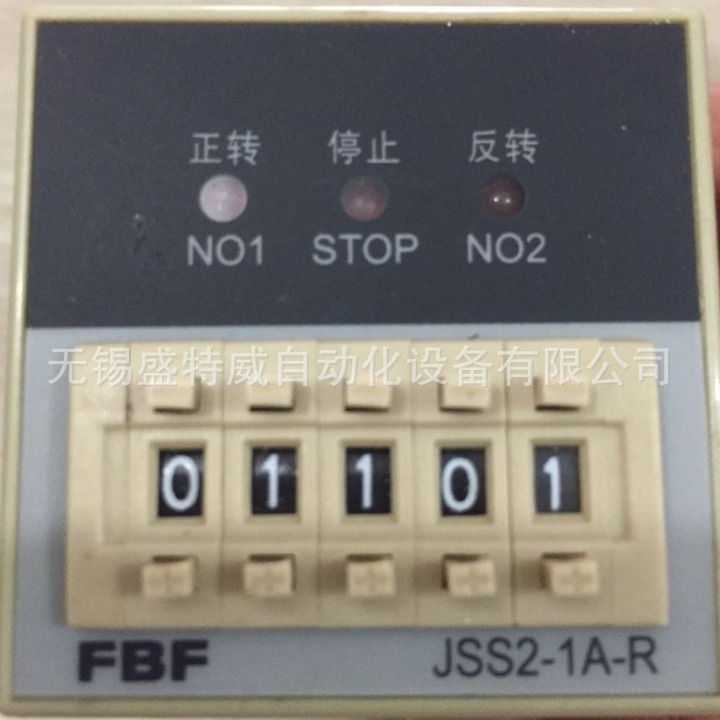 正转 停止 反转
NO1 STOP NO2
无锡盛特威自动化设备有限公司
0 1 1 0 1
FBF JSS2-1A-R